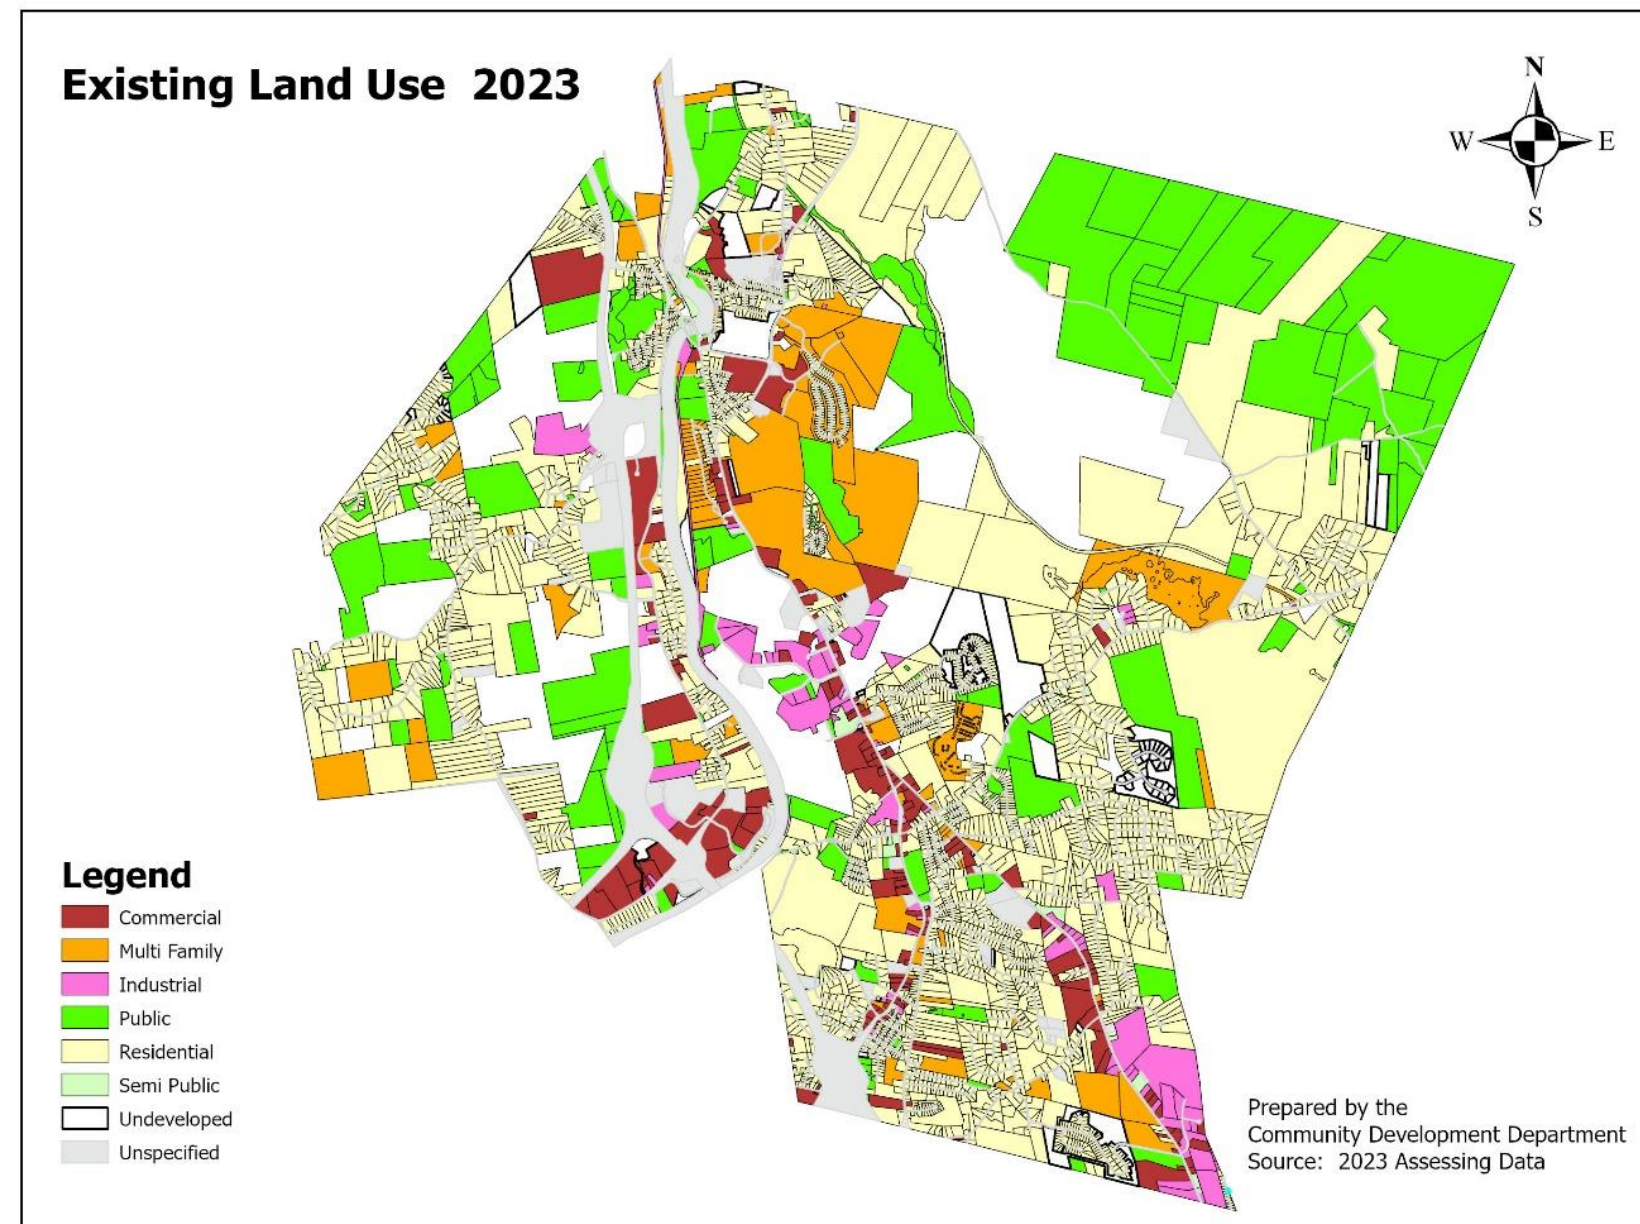 Existing Land Use 2023
N
W E
S
Legend
Commercial
Multi Family
Industrial
Public
Residential
Semi Public
Undeveloped
Unspecified
Prepared by the
Community Development Department
Source: 2023 Assessing Data